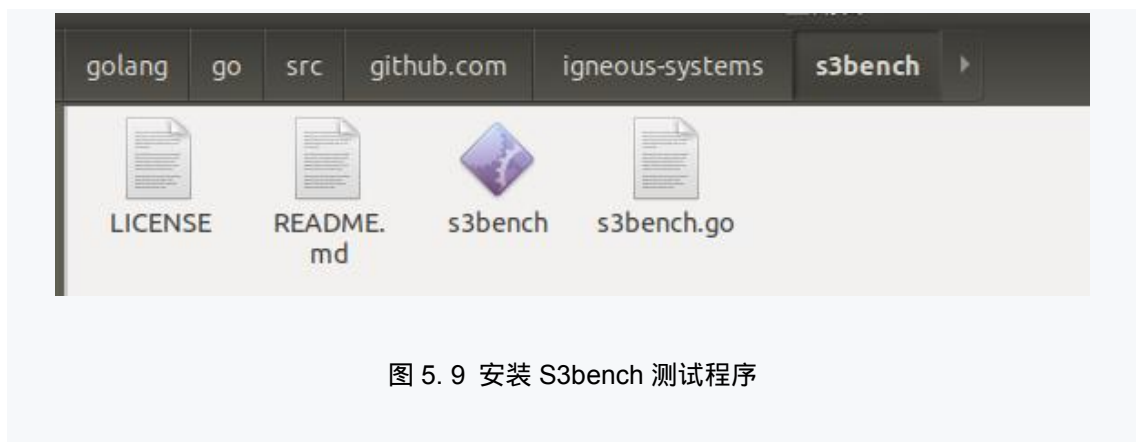 golang go src github.com igneous-systems s3bench
LICENSE README. s3bench s3bench.go
md
图 5. 9 安装 S3bench 测试程序